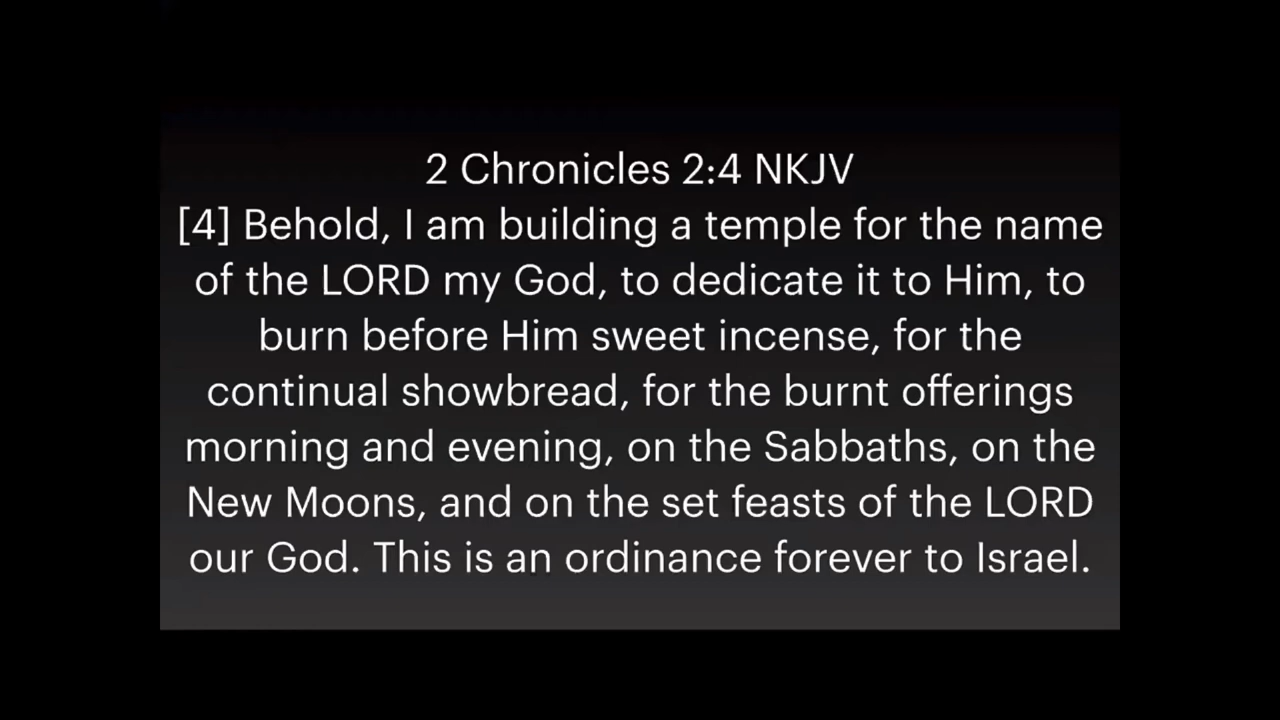 2 Chronicles 2:4 NKJV
[4] Behold, I am building a temple for the name
of the LORD my God, to dedicate it to Him, to
burn before Him sweet incense, for the
continual showbread, for the burnt offerings
morning and evening, on the Sabbaths, on the
New Moons, and on the set feasts of the LORD
our God. This is an ordinance forever to Israel.